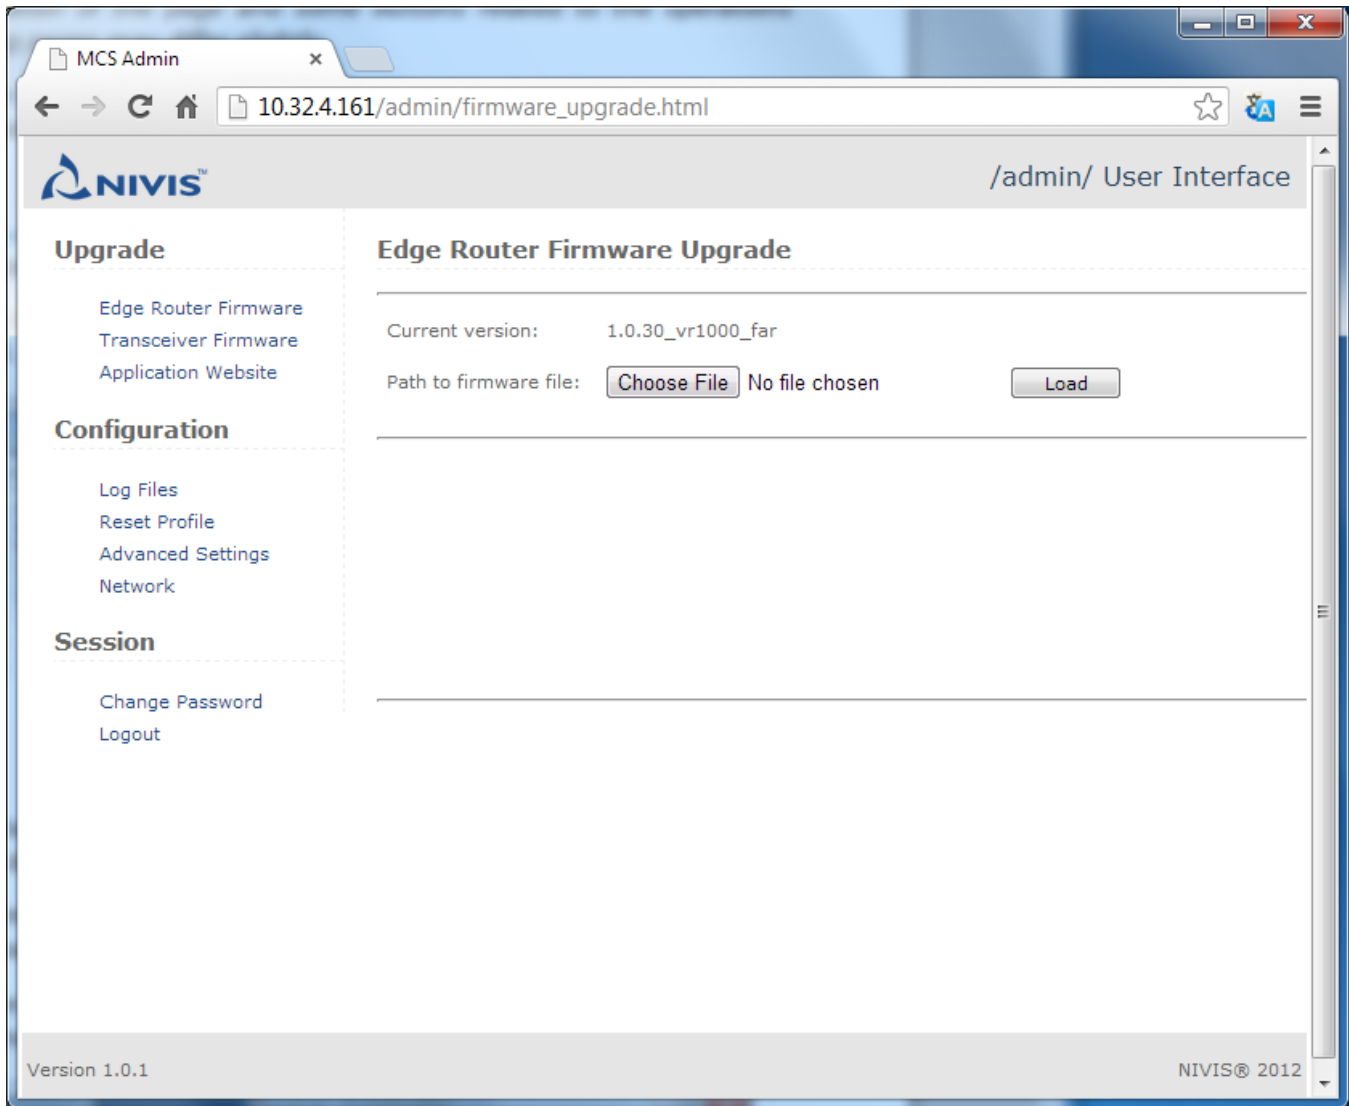 MCS Admin
10.32.4.161/admin/firmware_upgrade.html
NIVIS™
/admin/ User Interface
Upgrade
Edge Router Firmware
Transceiver Firmware
Application Website
Configuration
Log Files
Reset Profile
Advanced Settings
Network
Session
Change Password
Logout
Edge Router Firmware Upgrade
Current version: 1.0.30_vr1000_far
Path to firmware file: Choose File No file chosen Load
Version 1.0.1
NIVIS® 2012